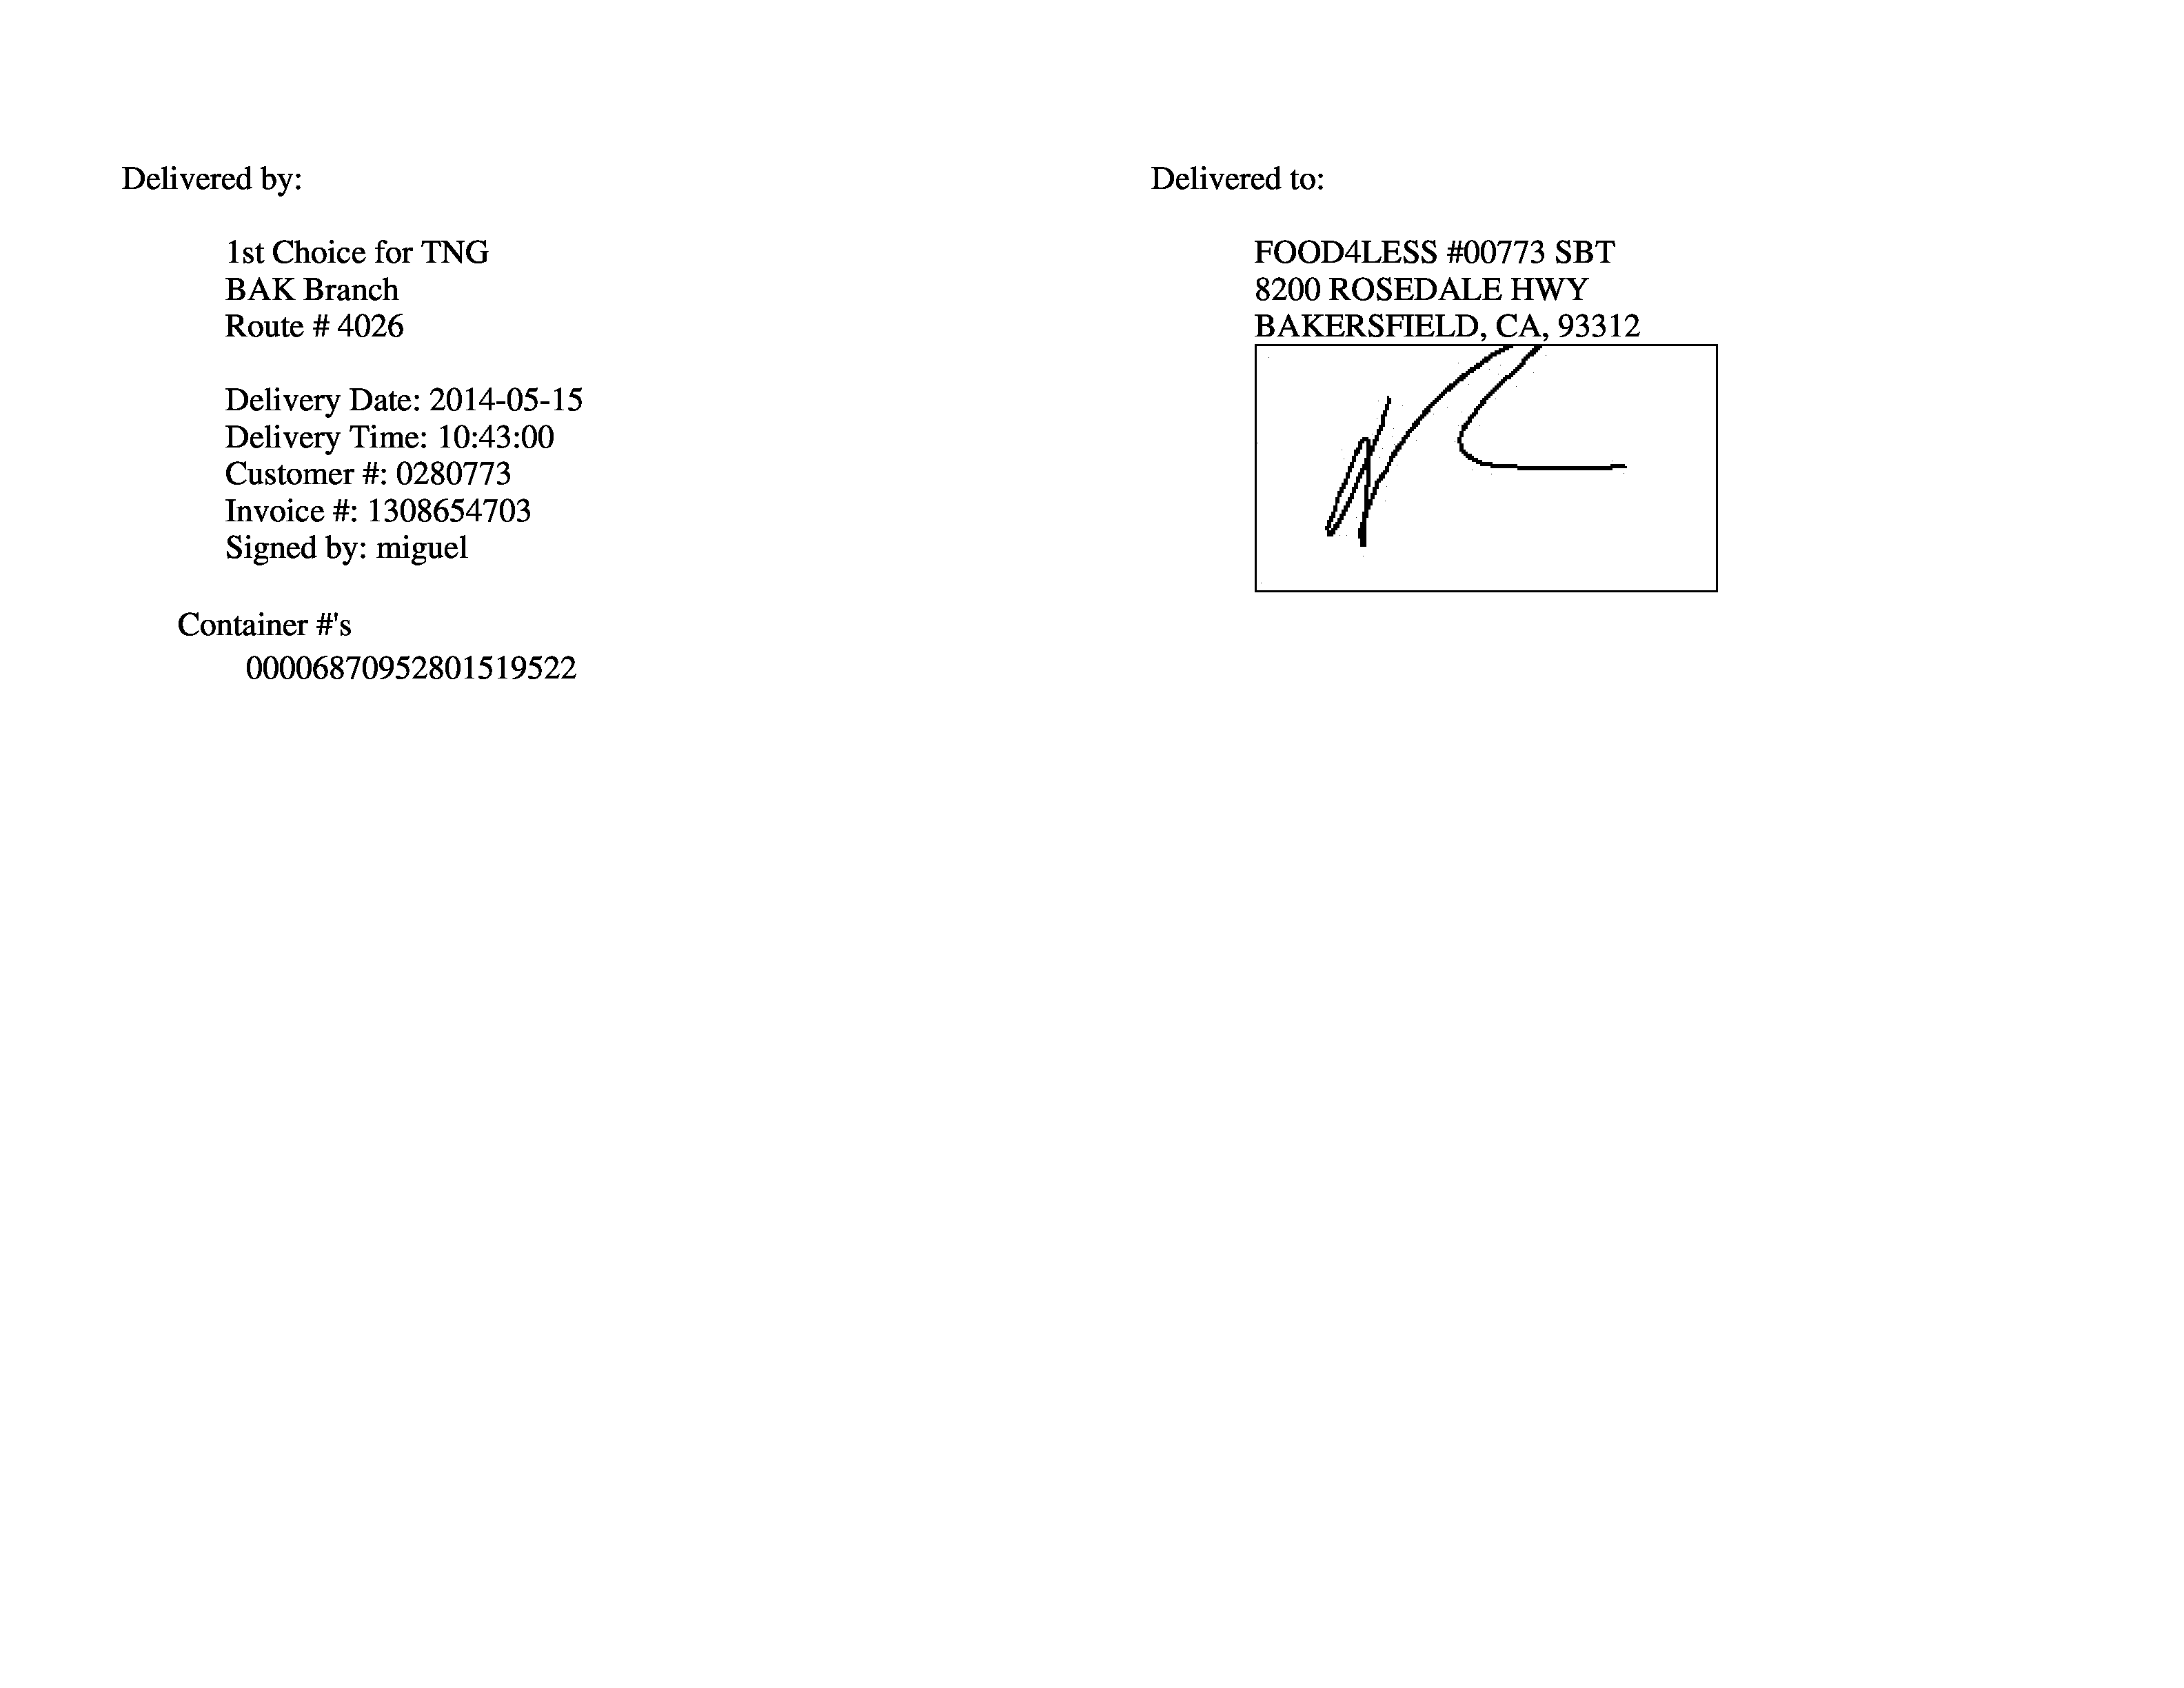 Delivered by:
1st Choice for TNG
BAK Branch
Route # 4026
Delivery Date: 2014-05-15
Delivery Time: 10:43:00
Customer #: 0280773
Invoice #: 1308654703
Signed by: miguel
Container #'s
00006870952801519522
Delivered to:
FOOD4LESS #00773 SBT
8200 ROSEDALE HWY
BAKERSFIELD, CA, 93312